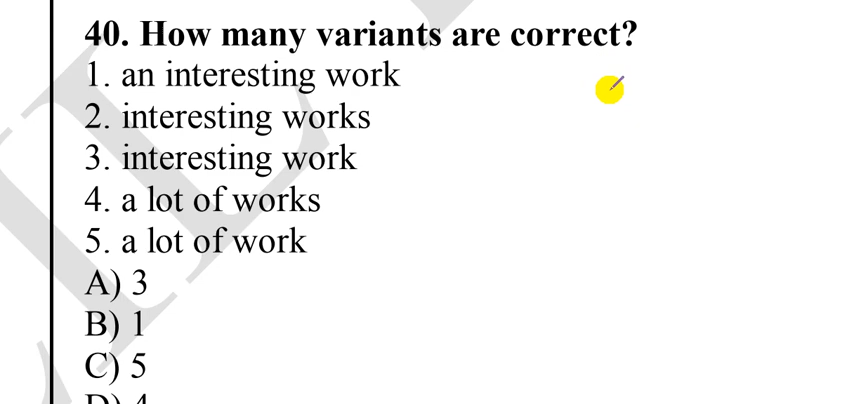 40. How many variants are correct?
1. an interesting work
2. interesting works
3. interesting work
4. a lot of works
5. a lot of work
A) 3
B) 1
C) 5
D) 4